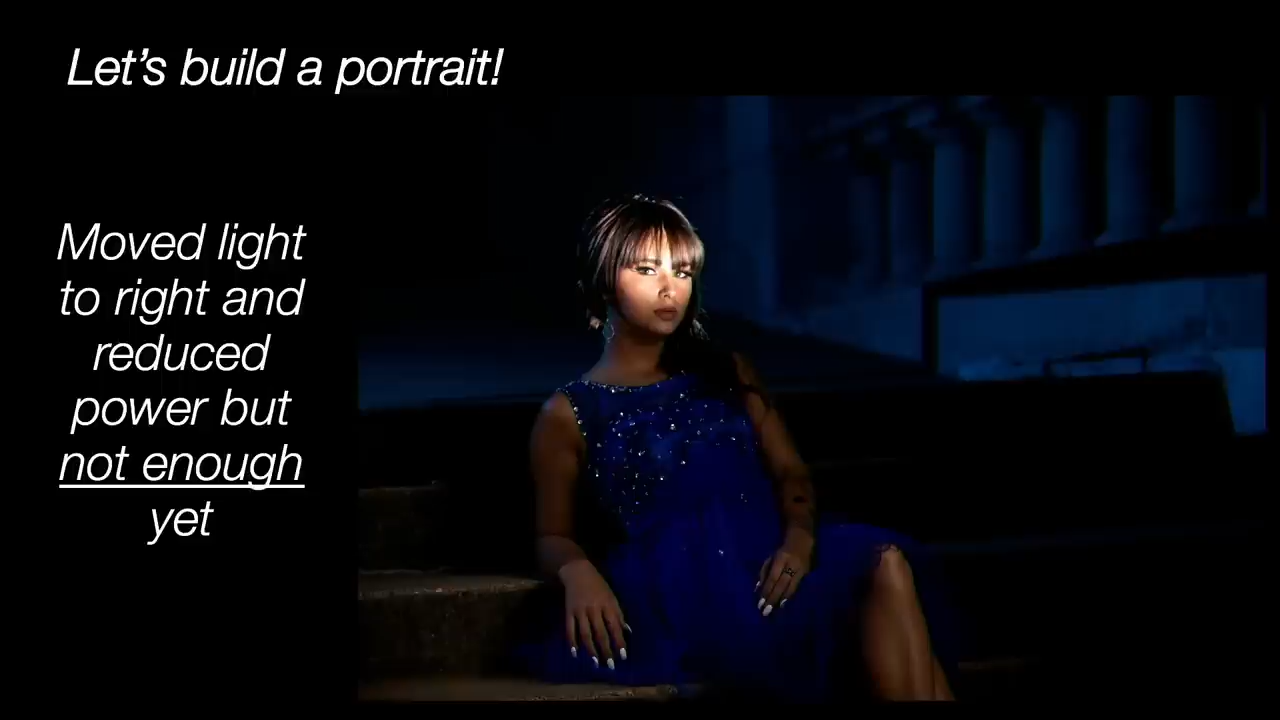 Let's build a portrait!
Moved light
to right and
reduced
power but
not enough
yet